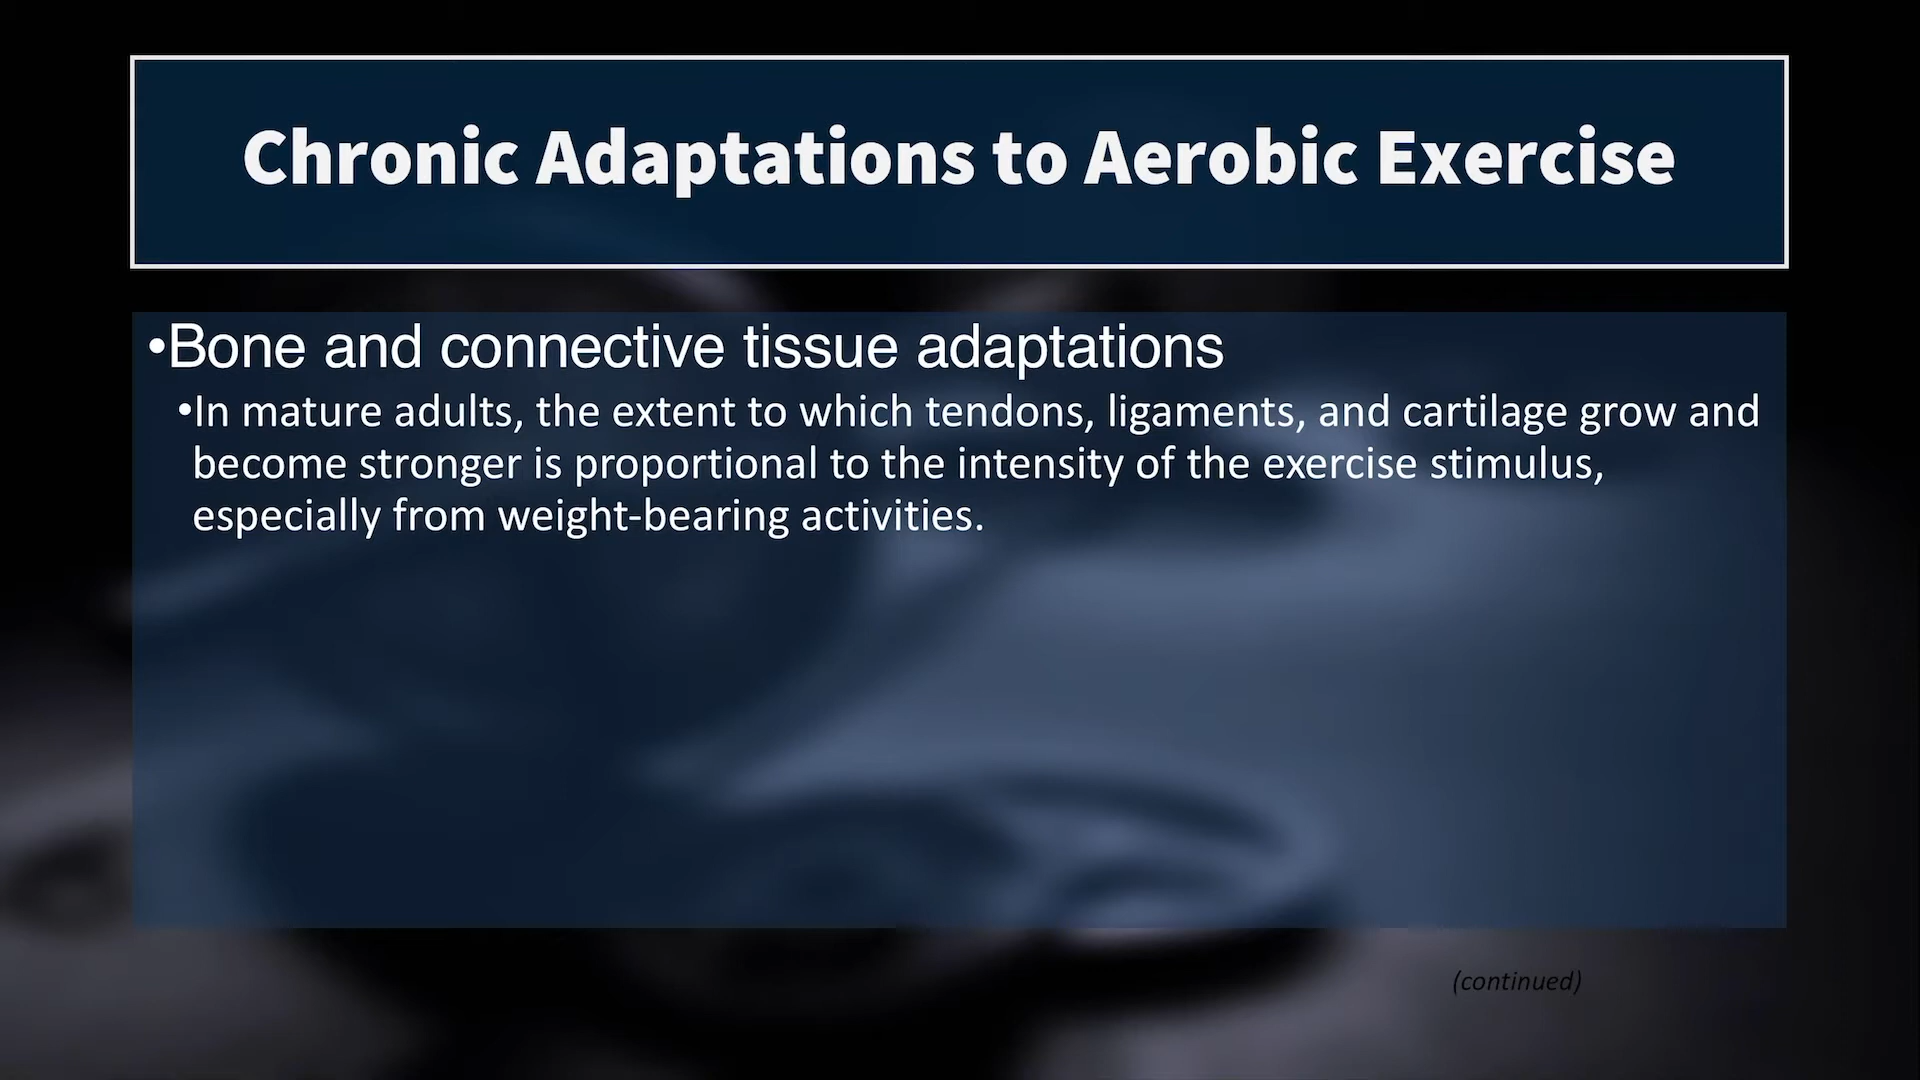 Chronic Adaptations to Aerobic Exercise
•Bone and connective tissue adaptations
•In mature adults, the extent to which tendons, ligaments, and cartilage grow and
become stronger is proportional to the intensity of the exercise stimulus,
especially from weight-bearing activities.
(continued)